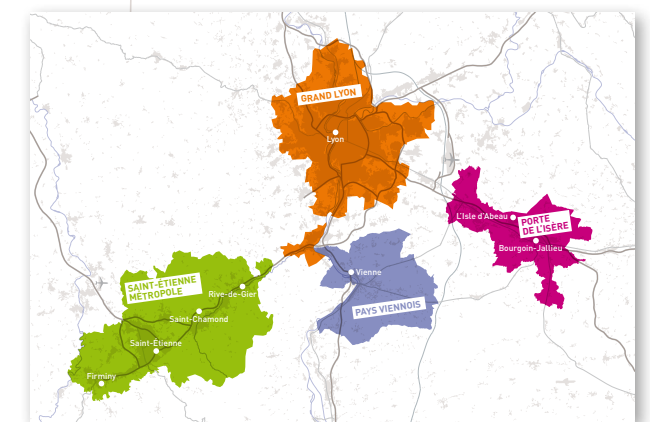 GRAND LYON
Lyon
L'Isle d'Abeau
PORTE
DE L'ISÈRE
Bourgoin-Jallieu
Vienne
PAYS VIENNOIS
SAINT-ÉTIENNE
MÉTROPOLE
Rive-de-Gier
Saint-Chamond
Saint-Étienne
Firminy